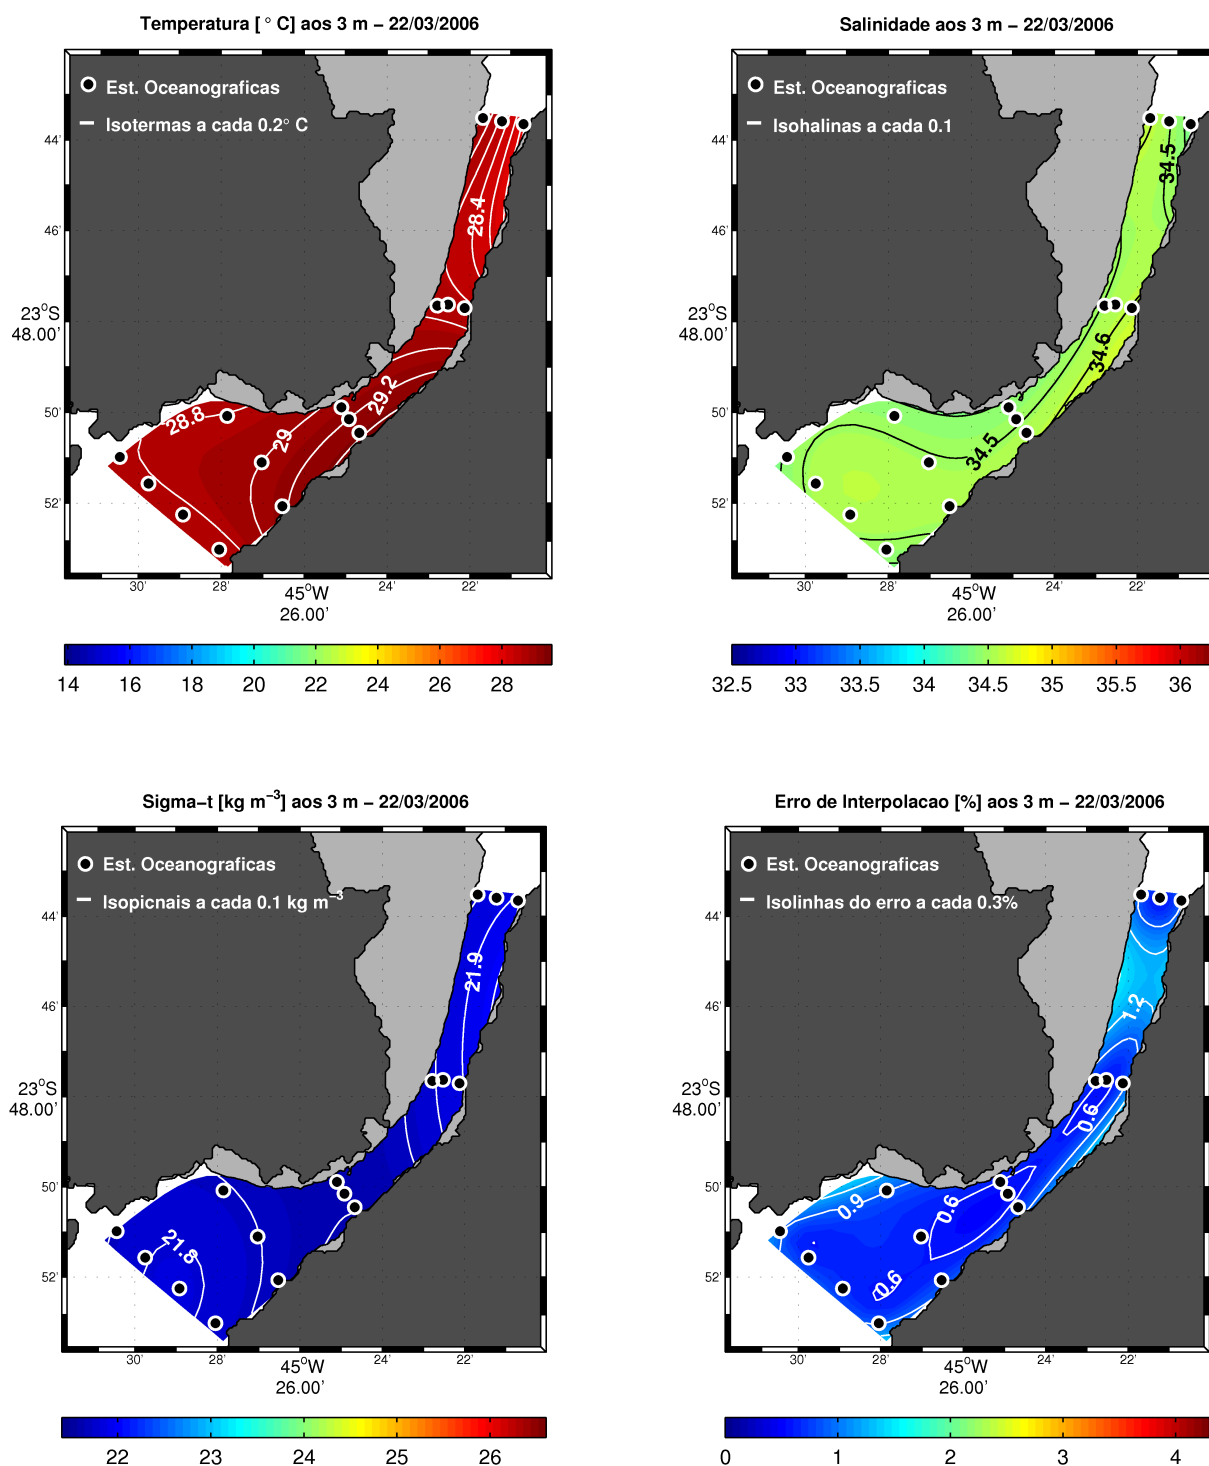 Temperatura [ ° C] aos 3 m − 22/03/2006
Est. Oceanograficas
Isotermas a cada 0.2° C
28.4
29.2
29
28.8
44'
46'
23°S
48.00'
50'
52'
30'
28'
45°W
26.00'
24'
22'
14 16 18 20 22 24 26 28
Salinidade aos 3 m − 22/03/2006
Est. Oceanograficas
Isohalinas a cada 0.1
34.5
34.6
34.5
44'
46'
23°S
48.00'
50'
52'
30'
28'
45°W
26.00'
24'
22'
32.5 33 33.5 34 34.5 35 35.5 36
Sigma−t [kg m⁻³] aos 3 m − 22/03/2006
Est. Oceanograficas
Isopicnais a cada 0.1 kg m⁻³
21.9
21.8
44'
46'
23°S
48.00'
50'
52'
30'
28'
45°W
26.00'
24'
22'
22 23 24 25 26
Erro de Interpolacao [%] aos 3 m − 22/03/2006
Est. Oceanograficas
Isolinhas do erro a cada 0.3%
1.2
0.6
0.9
0.6
0.6
44'
46'
23°S
48.00'
50'
52'
30'
28'
45°W
26.00'
24'
22'
0 1 2 3 4